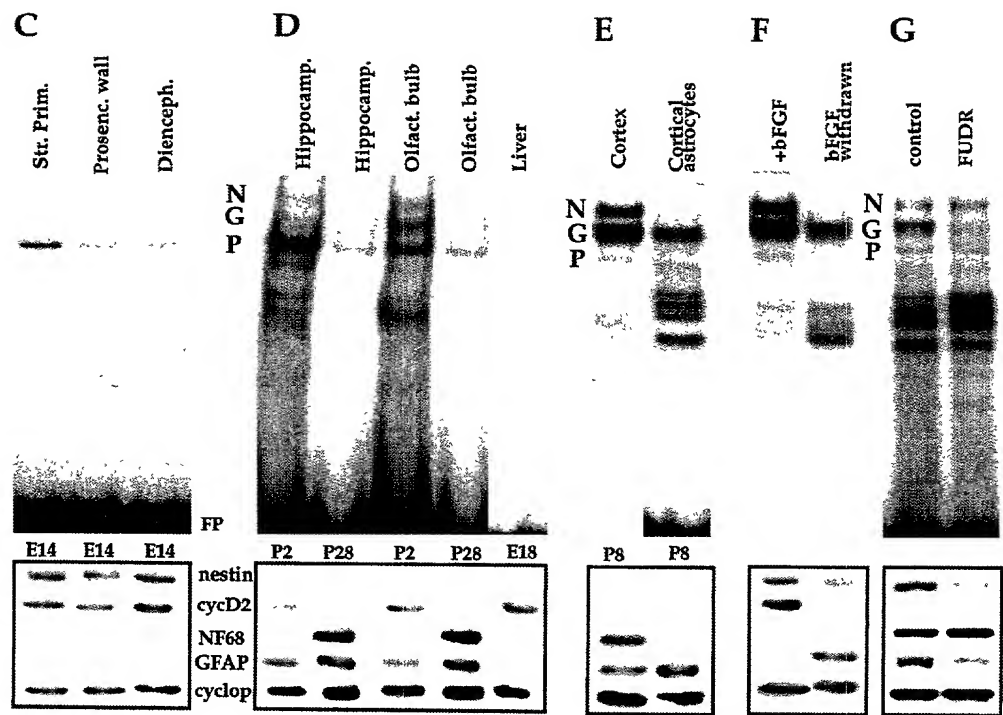 C
D
E
F
G
Str. Prim.
Prosenc. wall
Dienceph.
Hippocamp.
Hippocamp.
Olfact. bulb
Olfact. bulb
Liver
Cortex
Cortical
astrocytes
+bFGF
bFGF
withdrawn
control
FUDR
N
G
P
N
G
P
N
G
P
FP
E14
E14
E14
P2
P28
P2
P28
E18
P8
P8
nestin
cycD2
NF68
GFAP
cyclop